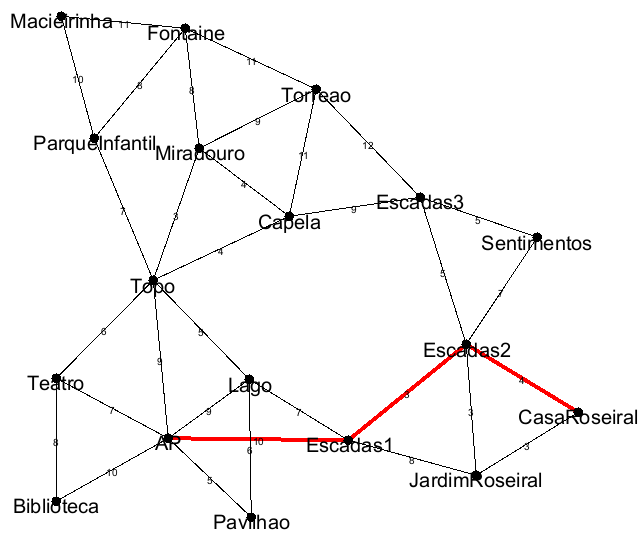 Macieirinha
11
Fontaine
11
10
8
8
Torreao
9
ParqueInfantil
Miradouro
12
11
4
Escadas3
7
3
9
Capela
5
Sentimentos
4
5
7
Topo
6
5
9
Escadas2
Teatro
Lago
4
7
9
7
3
CasaRoseiral
8
AP
10
6
Escadas1
3
8
10
5
JardimRoseiral
Biblioteca
Pavilhao